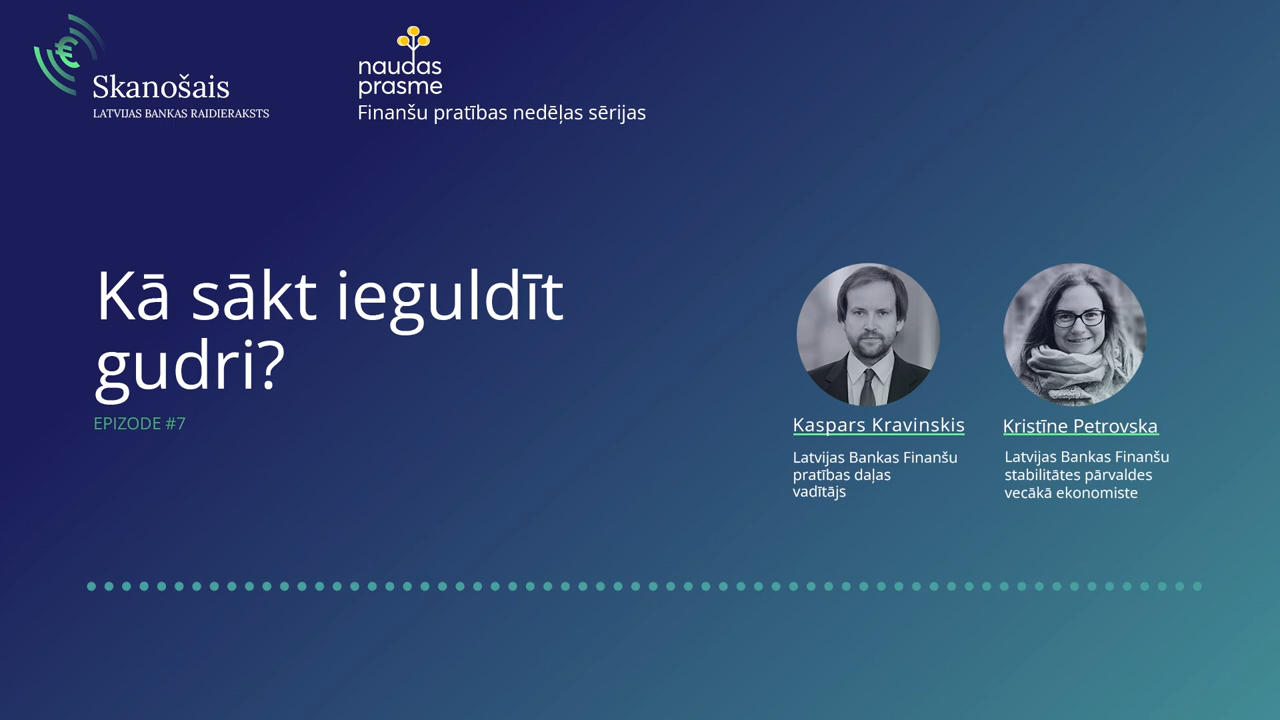 €
Skanošais
LATVIJAS BANKAS RAIDIERAKSTS
naudas
prasme
Finanšu pratības nedēļas sērijas
Kā sākt ieguldīt
gudri?
EPIZODE #7
Kaspars Kravinskis
Latvijas Bankas Finanšu
pratības daļas
vadītājs
Kristīne Petrovska
Latvijas Bankas Finanšu
stabilitātes pārvaldes
vecākā ekonomiste